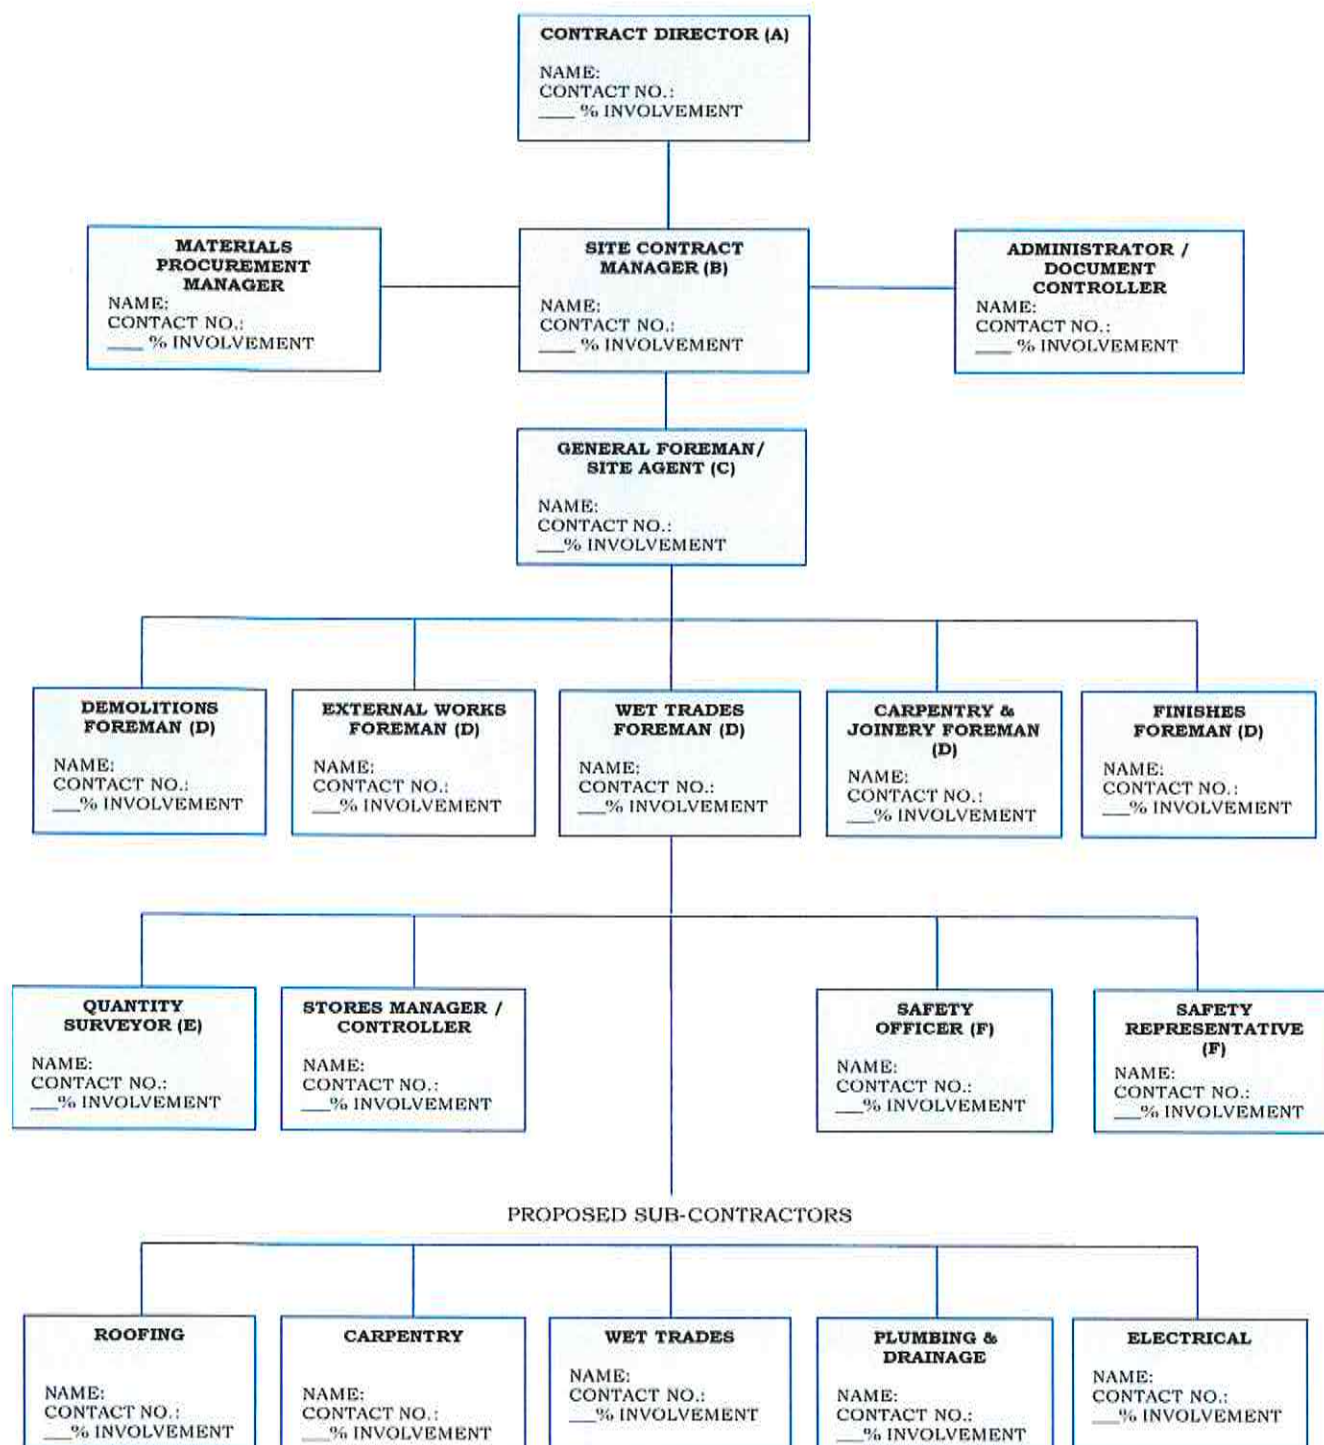 CONTRACT DIRECTOR (A)
NAME:
CONTACT NO.:
____ % INVOLVEMENT
MATERIALS
PROCUREMENT
MANAGER
NAME:
CONTACT NO.:
____ % INVOLVEMENT
SITE CONTRACT
MANAGER (B)
NAME:
CONTACT NO.:
____ % INVOLVEMENT
ADMINISTRATOR /
DOCUMENT
CONTROLLER
NAME:
CONTACT NO.:
____ % INVOLVEMENT
GENERAL FOREMAN/
SITE AGENT (C)
NAME:
CONTACT NO.:
___% INVOLVEMENT
DEMOLITIONS
FOREMAN (D)
NAME:
CONTACT NO.:
___% INVOLVEMENT
EXTERNAL WORKS
FOREMAN (D)
NAME:
CONTACT NO.:
___% INVOLVEMENT
WET TRADES
FOREMAN (D)
NAME:
CONTACT NO.:
___% INVOLVEMENT
CARPENTRY &
JOINERY FOREMAN
(D)
NAME:
CONTACT NO.:
___% INVOLVEMENT
FINISHES
FOREMAN (D)
NAME:
CONTACT NO.:
___% INVOLVEMENT
QUANTITY
SURVEYOR (E)
NAME:
CONTACT NO.:
___% INVOLVEMENT
STORES MANAGER /
CONTROLLER
NAME:
CONTACT NO.:
___% INVOLVEMENT
SAFETY
OFFICER (F)
NAME:
CONTACT NO.:
___% INVOLVEMENT
SAFETY
REPRESENTATIVE
(F)
NAME:
CONTACT NO.:
___% INVOLVEMENT
PROPOSED SUB-CONTRACTORS
ROOFING
NAME:
CONTACT NO.:
___% INVOLVEMENT
CARPENTRY
NAME:
CONTACT NO.:
___% INVOLVEMENT
WET TRADES
NAME:
CONTACT NO.:
___% INVOLVEMENT
PLUMBING &
DRAINAGE
NAME:
CONTACT NO.:
___% INVOLVEMENT
ELECTRICAL
NAME:
CONTACT NO.:
___% INVOLVEMENT